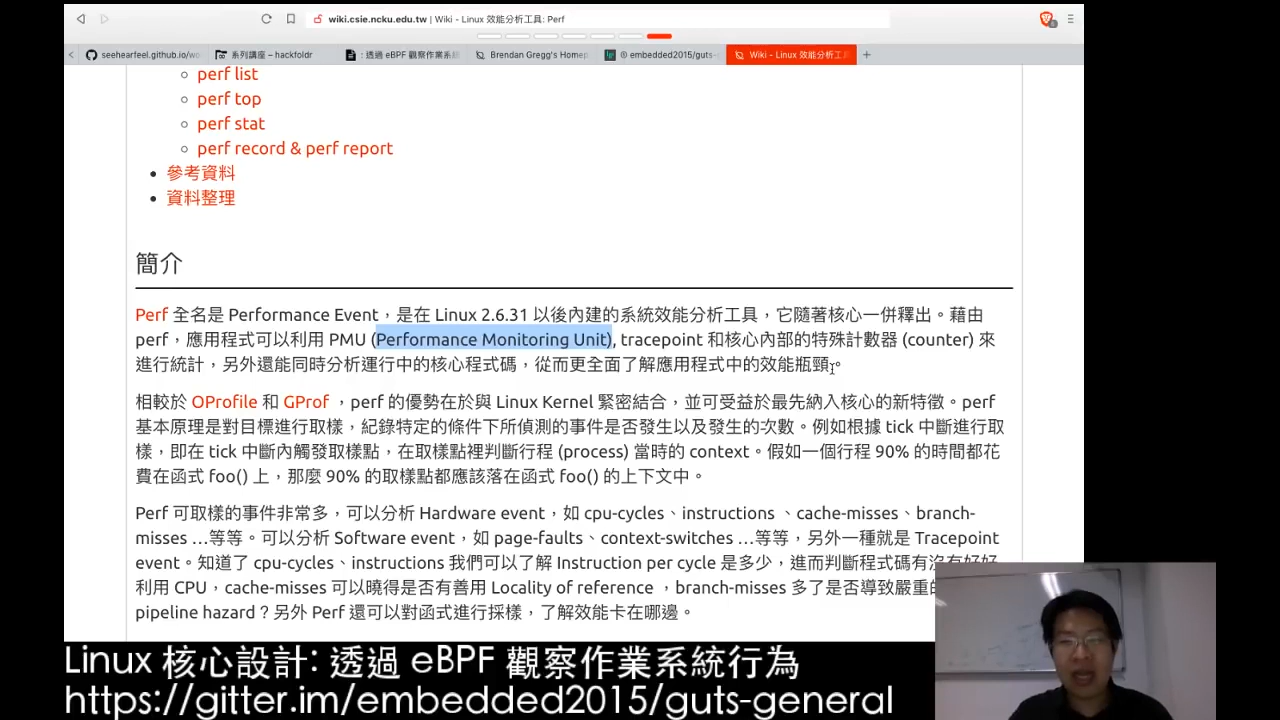 wiki.csie.ncku.edu.tw | Wiki - Linux 效能分析工具: Perf
seehearfeel.github.io/wo
系列講座 – hackfoldr
: 透過 eBPF 觀察作業系統
Brendan Gregg's Homep
embedded2015/guts-
Wiki - Linux 效能分析工
perf list
perf top
perf stat
perf record & perf report
參考資料
資料整理
簡介
Perf 全名是 Performance Event，是在 Linux 2.6.31 以後內建的系統效能分析工具，它隨著核心一併釋出。藉由
perf，應用程式可以利用 PMU (Performance Monitoring Unit), tracepoint 和核心內部的特殊計數器 (counter) 來
進行統計，另外還能同時分析運行中的核心程式碼，從而更全面了解應用程式中的效能瓶頸。
相較於 OProfile 和 GProf ，perf 的優勢在於與 Linux Kernel 緊密結合，並可受益於最先納入核心的新特徵。perf
基本原理是對目標進行取樣，紀錄特定的條件下所偵測的事件是否發生以及發生的次數。例如根據 tick 中斷進行取
樣，即在 tick 中斷內觸發取樣點，在取樣點裡判斷行程 (process) 當時的 context。假如一個行程 90% 的時間都花
費在函式 foo() 上，那麼 90% 的取樣點都應該落在函式 foo() 的上下文中。
Perf 可取樣的事件非常多，可以分析 Hardware event，如 cpu-cycles、instructions 、cache-misses、branch-
misses …等等。可以分析 Software event，如 page-faults、context-switches …等等，另外一種就是 Tracepoint
event。知道了 cpu-cycles、instructions 我們可以了解 Instruction per cycle 是多少，進而判斷程式碼有沒有好好
利用 CPU，cache-misses 可以曉得是否有善用 Locality of reference ，branch-misses 多了是否導致嚴重的
pipeline hazard？另外 Perf 還可以對函式進行採樣，了解效能卡在哪邊。
Linux 核心設計: 透過 eBPF 觀察作業系統行為
https://gitter.im/embedded2015/guts-general